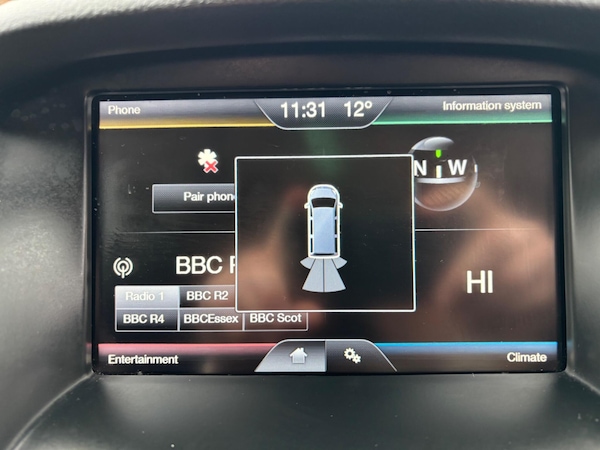 Phone
11:31 12°
Information system
N W
Pair phon
BBC R
HI
Radio 1 BBC R2
BBC R4 BBCEssex BBC Scot
Entertainment
Climate